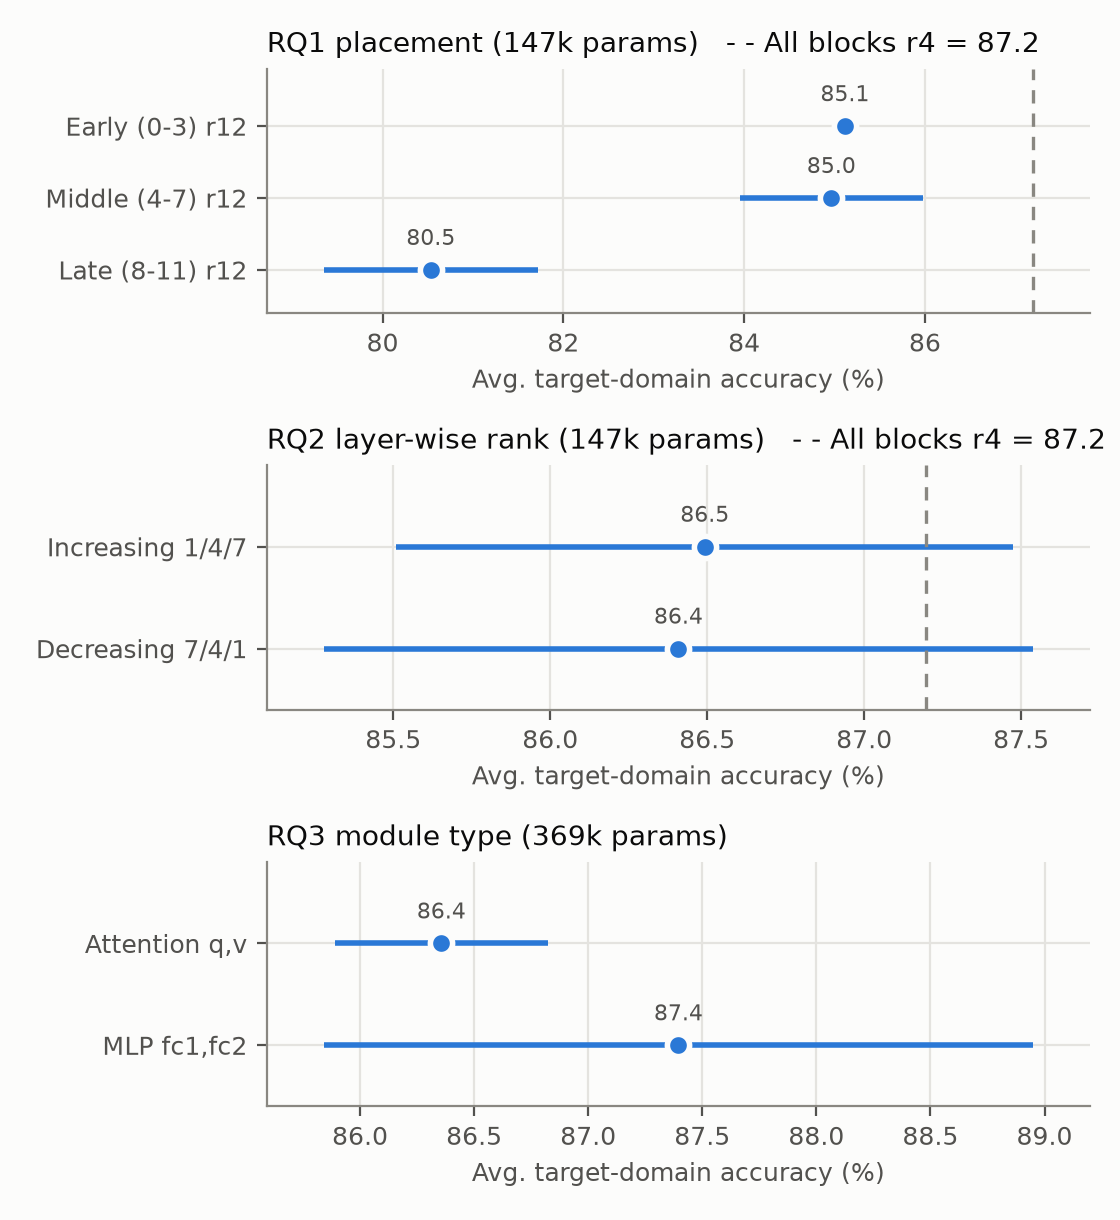 RQ1 placement (147k params)   - - All blocks r4 = 87.2
85.1
Early (0-3) r12
85.0
Middle (4-7) r12
80.5
Late (8-11) r12
80 82 84 86
Avg. target-domain accuracy (%)
RQ2 layer-wise rank (147k params)   - - All blocks r4 = 87.2
86.5
Increasing 1/4/7
86.4
Decreasing 7/4/1
85.5 86.0 86.5 87.0 87.5
Avg. target-domain accuracy (%)
RQ3 module type (369k params)
86.4
Attention q,v
87.4
MLP fc1,fc2
86.0 86.5 87.0 87.5 88.0 88.5 89.0
Avg. target-domain accuracy (%)